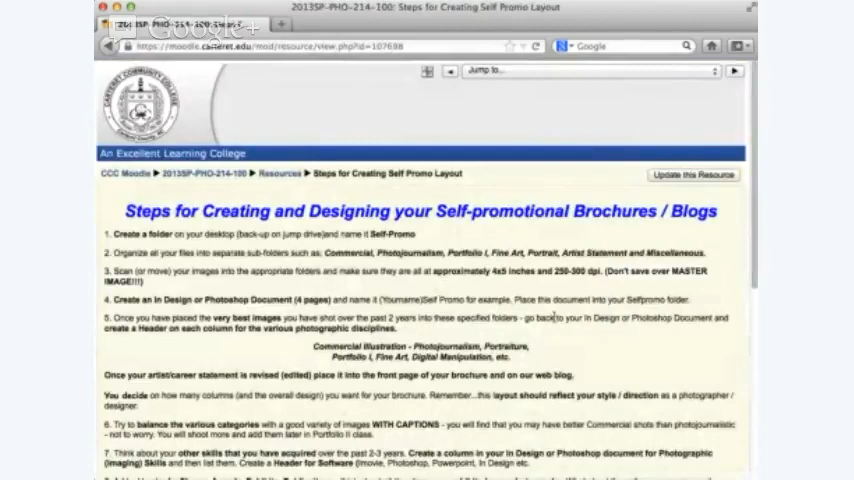 2013SP-PHO-214-100: Steps for Creating Self Promo Layout
Google+
https://moodle.carteret.edu/mod/resource/view.php?id=107698
Google
Jump to...
CARTERET COMMUNITY COLLEGE
An Excellent Learning College
CCC Moodle ▶ 2013SP-PHO-214-100 ▶ Resources ▶ Steps for Creating Self Promo Layout
Update this Resource
Steps for Creating and Designing your Self-promotional Brochures / Blogs
1. Create a folder on your desktop (back-up on jump drive)and name it Self-Promo
2. Organize all your files into separate sub-folders such as; Commercial, Photojournalism, Portfolio I, Fine Art, Portrait, Artist Statement and Miscellaneous.
3. Scan (or move) your images into the appropriate folders and make sure they are all at approximately 4x5 inches and 250-300 dpi. (Don't save over MASTER
IMAGE!!!)
4. Create an In Design or Photoshop Document (4 pages) and name it (Yourname)Self Promo for example. Place this document into your Selfpromo folder.
5. Once you have placed the very best images you have shot over the past 2 years into these specified folders - go back to your In Design or Photoshop Document and
create a Header on each column for the various photographic disciplines.
Commercial Illustration - Photojournalism, Portraiture,
Portfolio I, Fine Art, Digital Manipulation, etc.
Once your artist/career statement is revised (edited) place it into the front page of your brochure and on our web blog.
You decide on how many columns (and the overall design) you want for your brochure. Remember...this layout should reflect your style / direction as a photographer /
designer.
6. Try to balance the various categories with a good variety of images WITH CAPTIONS - you will find that you may have better Commercial shots than photojournalistic
- not to worry. You will shoot more and add them later in Portfolio II class.
7. Think about your other skills that you have acquired over the past 2-3 years. Create a column in your In Design or Photoshop document for Photographic
(imaging) Skills and then list them. Create a Header for Software (Imovie, Photoshop, Powerpoint, In Design etc.